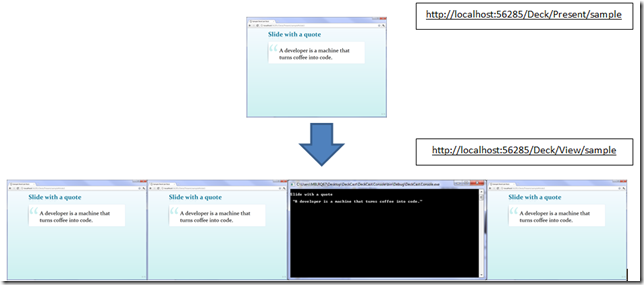 http://localhost:56285/Deck/Present/sample
Slide with a quote
A developer is a machine that
turns coffee into code.
http://localhost:56285/Deck/View/sample
Slide with a quote
A developer is a machine that
turns coffee into code.
Slide with a quote
A developer is a machine that
turns coffee into code.
Slide with a quote
"A developer is a machine that turns coffee into code."
Slide with a quote
A developer is a machine that
turns coffee into code.